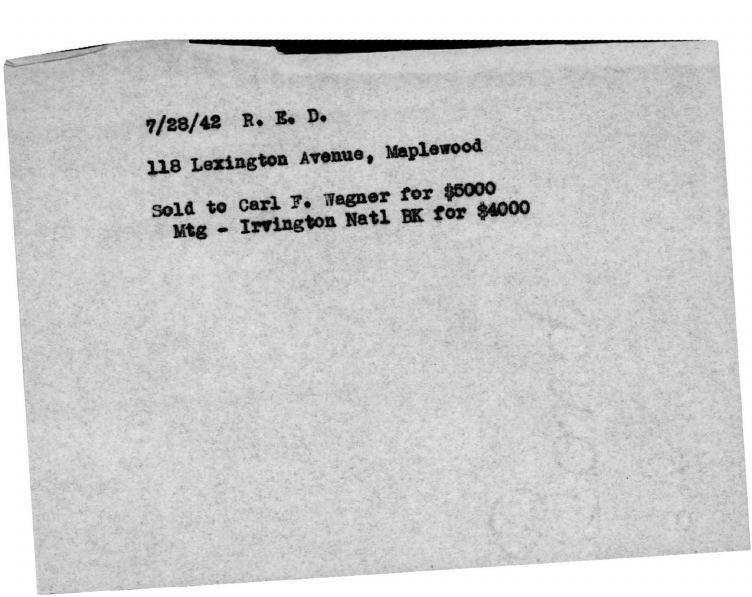 7/28/42 R. E. D.
118 Lexington Avenue, Maplewood
Sold to Carl F. Wagner for $5000
Mtg - Irvington Natl BK for $4000